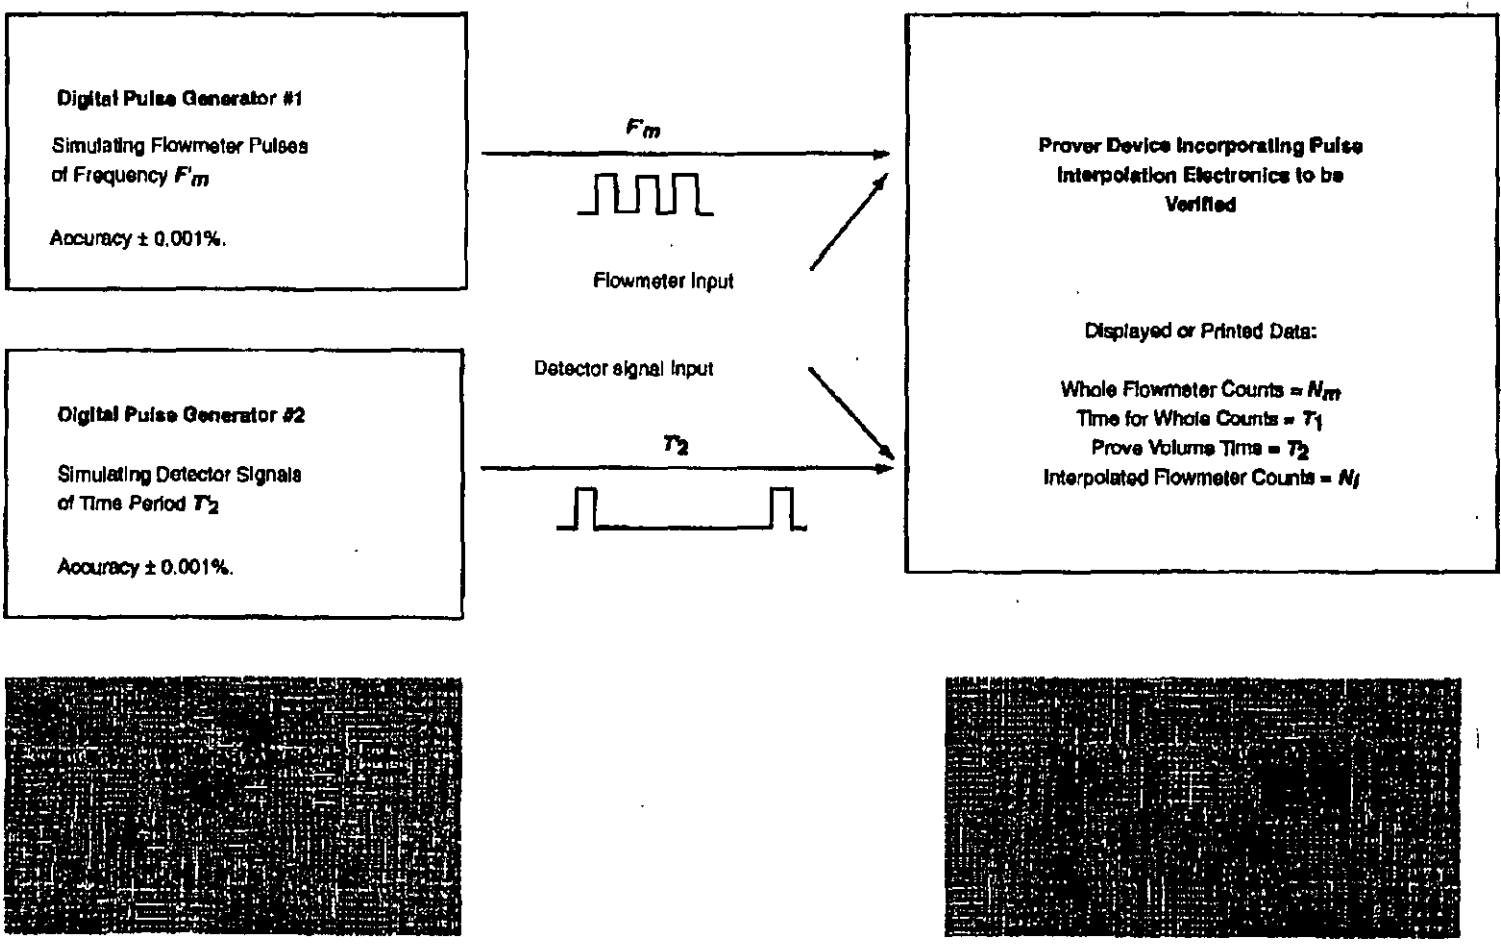 Digital Pulse Generator #1
Simulating Flowmeter Pulses
of Frequency F'm
Accuracy ± 0.001%.
F'm
Flowmeter Input
Detector signal Input
Digital Pulse Generator #2
Simulating Detector Signals
of Time Period T'2
Accuracy ± 0.001%.
T'2
Prover Device Incorporating Pulse
Interpolation Electronics to be
Verified
Displayed or Printed Data:
Whole Flowmeter Counts = Nm
Time for Whole Counts = T1
Prove Volume Time = T2
Interpolated Flowmeter Counts = Ni